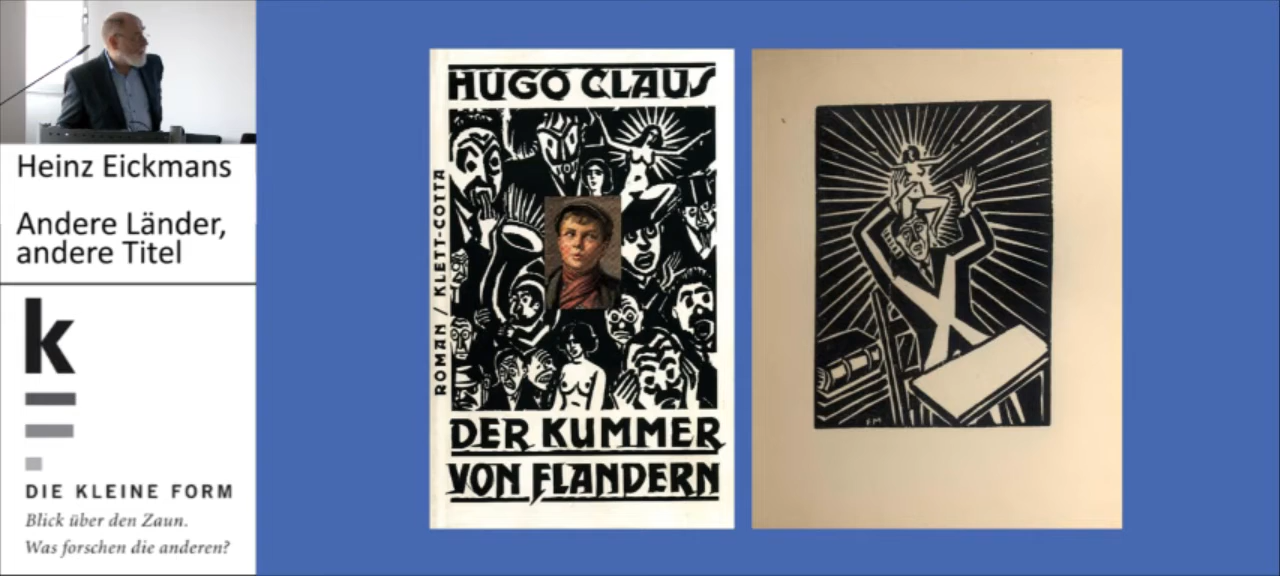 Heinz Eickmans
Andere Länder,
andere Titel
k
DIE KLEINE FORM
Blick über den Zaun.
Was forschen die anderen?
HUGO CLAUS
ROMAN / KLETT-COTTA
DER KUMMER
VON FLANDERN
FM